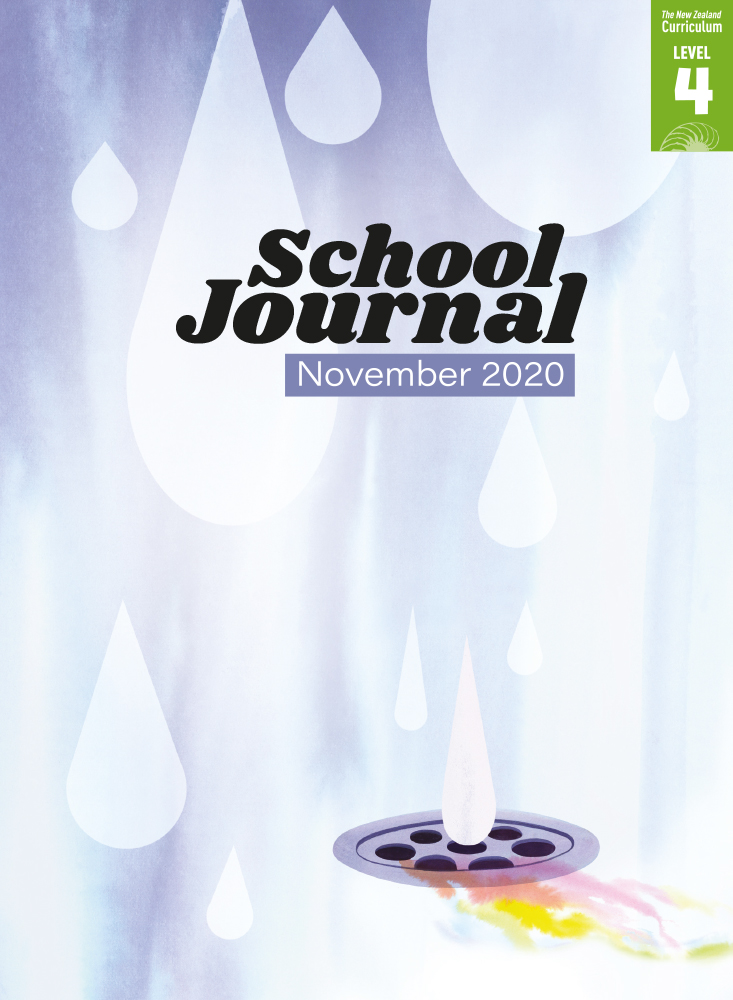 The New Zealand
Curriculum
LEVEL
4
School
Journal
November 2020